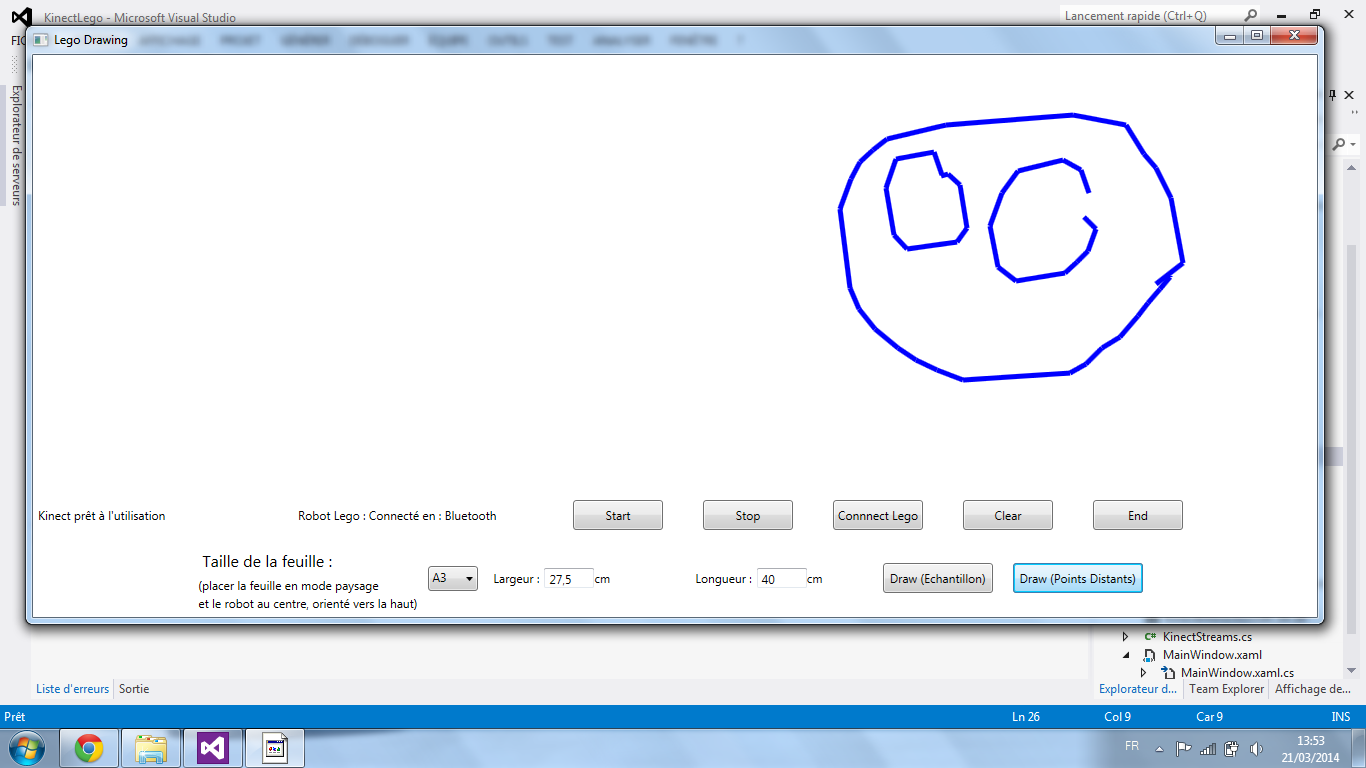 KinectLego - Microsoft Visual Studio
Lancement rapide (Ctrl+Q)
Lego Drawing
Explorateur de serveurs
Kinect prêt à l'utilisation
Robot Lego : Connecté en : Bluetooth
Start
Stop
Connnect Lego
Clear
End
Taille de la feuille :
(placer la feuille en mode paysage
et le robot au centre, orienté vers la haut)
A3
Largeur : 27,5 cm
Longueur : 40 cm
Draw (Echantillon)
Draw (Points Distants)
C# KinectStreams.cs
MainWindow.xaml
MainWindow.xaml.cs
Liste d'erreurs
Sortie
Explorateur d...
Team Explorer
Affichage de...
Prêt
Ln 26
Col 9
Car 9
INS
FR
13:53
21/03/2014